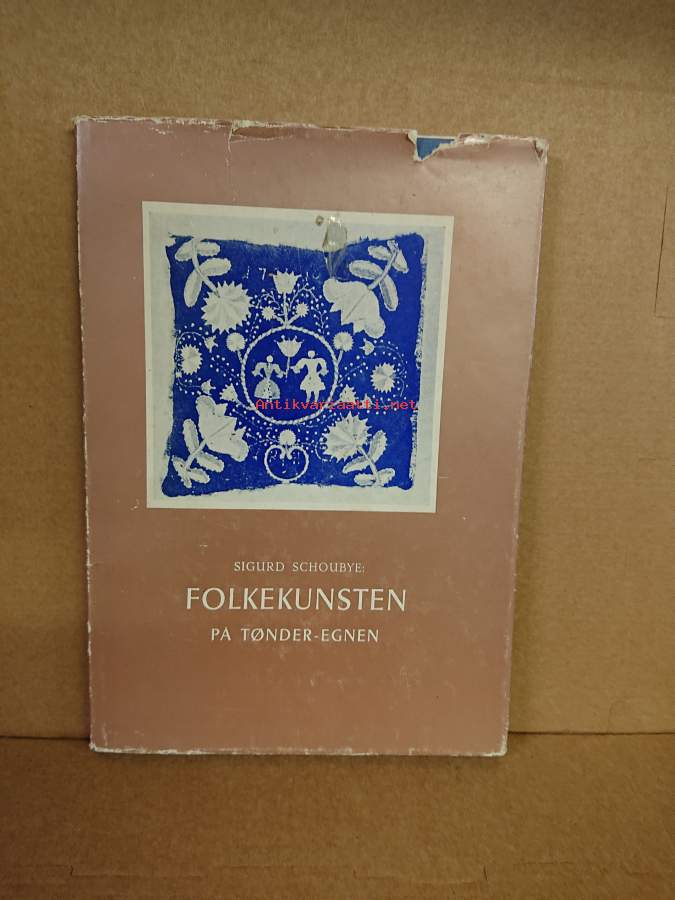 Antikvariaatti.net
SIGURD SCHOUBYE:
FOLKEKUNSTEN
PÅ TØNDER-EGNEN